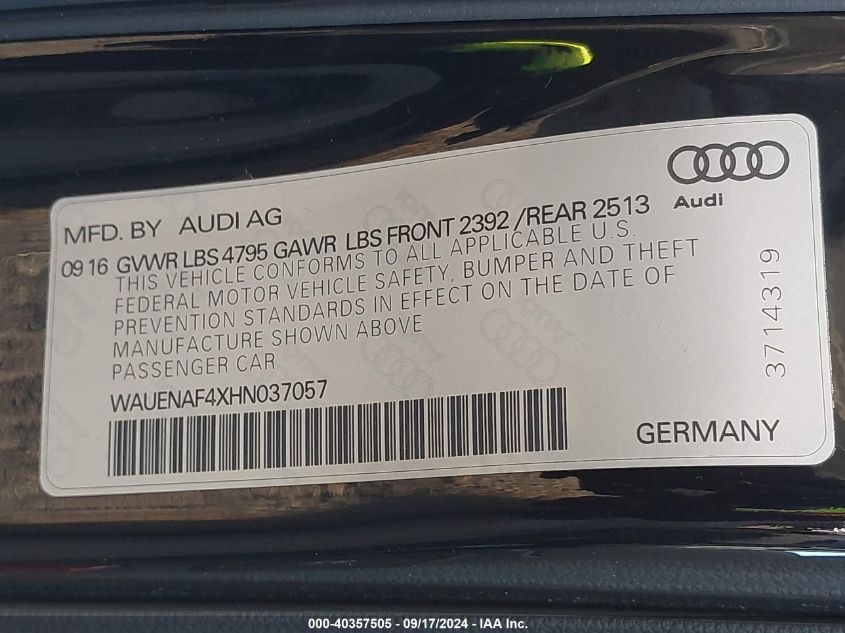 Audi
MFD. BY AUDI AG
09 16 GVWR LBS 4795 GAWR LBS FRONT 2392 /REAR 2513
THIS VEHICLE CONFORMS TO ALL APPLICABLE U.S.
FEDERAL MOTOR VEHICLE SAFETY, BUMPER AND THEFT
PREVENTION STANDARDS IN EFFECT ON THE DATE OF
MANUFACTURE SHOWN ABOVE
PASSENGER CAR
WAUENAF4XHN037057
GERMANY
3714319
000-40357505 - 09/17/2024 - IAA Inc.